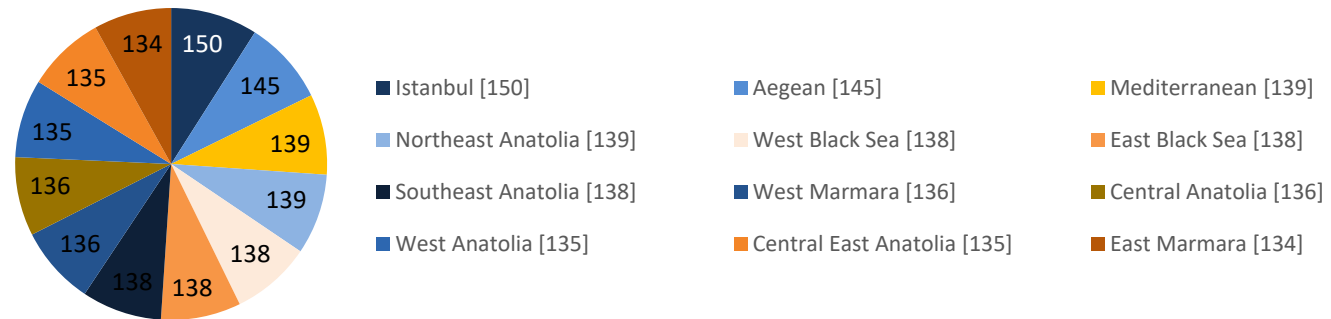 134
150
135
145
135
139
136
139
136
138
138
138
Istanbul [150]
Aegean [145]
Mediterranean [139]
Northeast Anatolia [139]
West Black Sea [138]
East Black Sea [138]
Southeast Anatolia [138]
West Marmara [136]
Central Anatolia [136]
West Anatolia [135]
Central East Anatolia [135]
East Marmara [134]